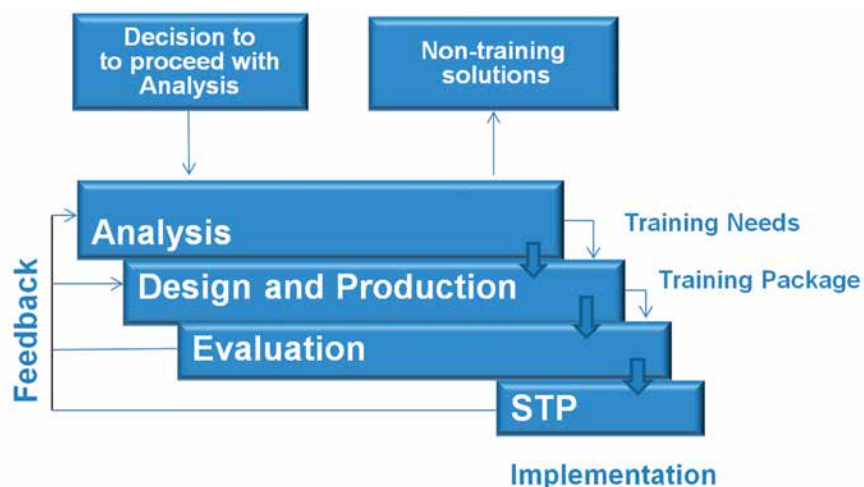 Decision to
to proceed with
Analysis
Non-training
solutions
Analysis
Training Needs
Design and Production
Training Package
Evaluation
Feedback
STP
Implementation